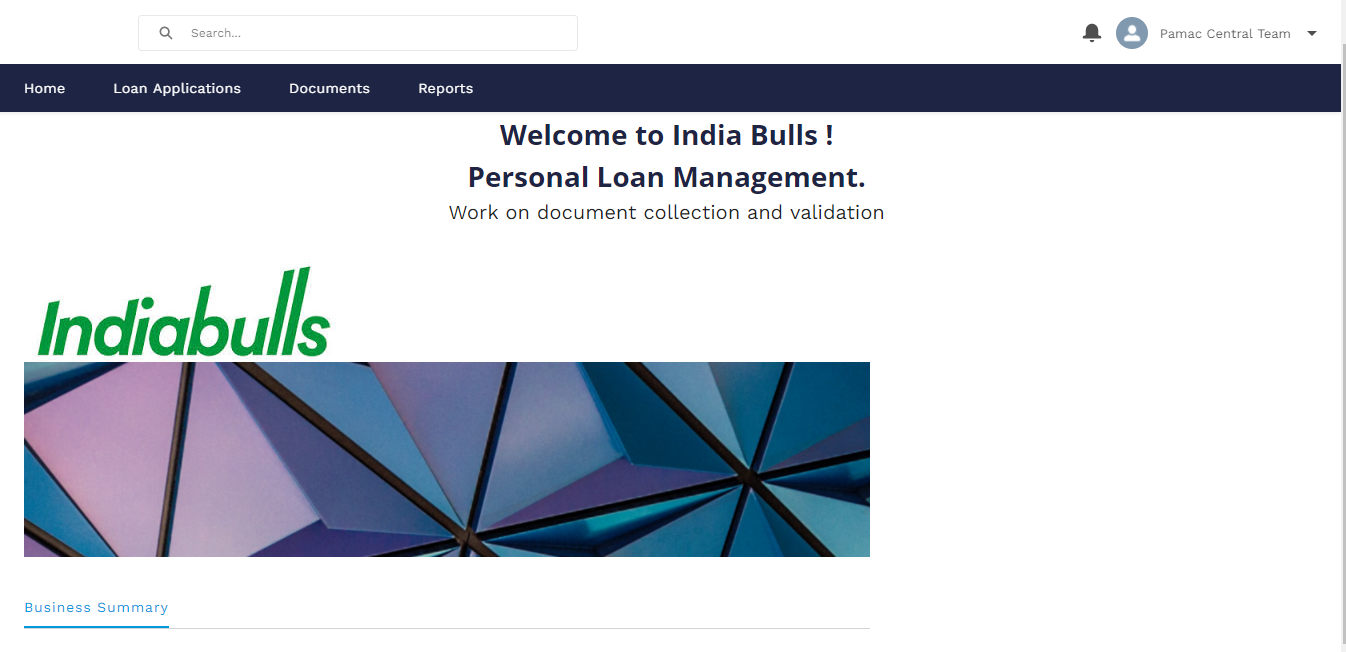 Search...
Pamac Central Team
Home Loan Applications Documents Reports
Welcome to India Bulls !
Personal Loan Management.
Work on document collection and validation
Indiabulls
Business Summary